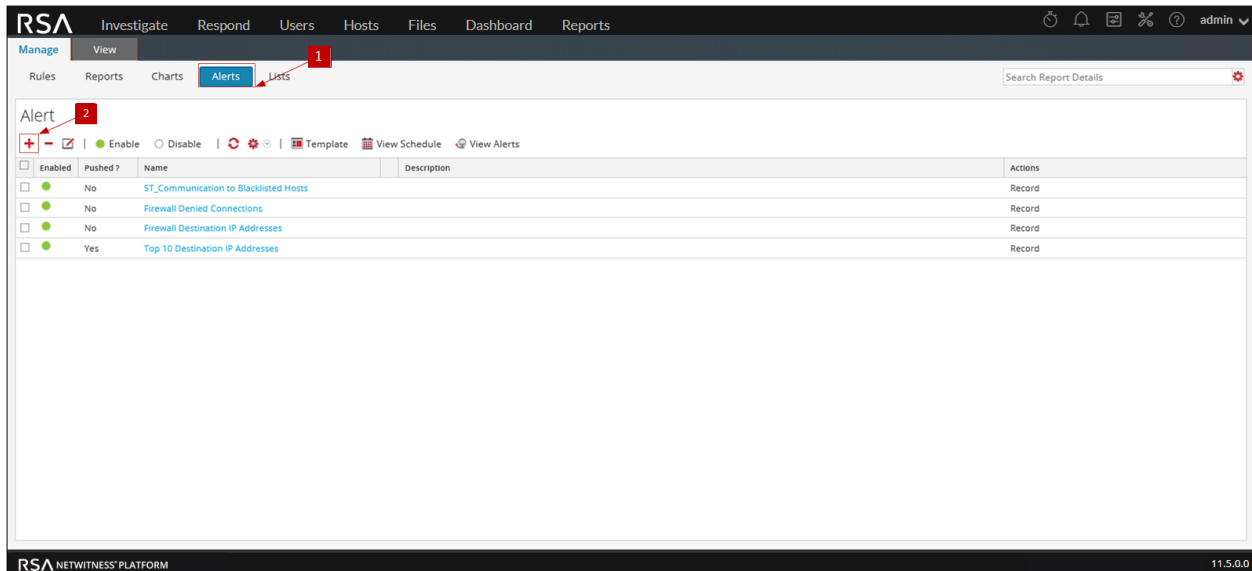 RSA Investigate Respond Users Hosts Files Dashboard Reports admin
Manage View
1
Rules Reports Charts Alerts Lists Search Report Details
Alert
2
Enable Disable | | Template View Schedule View Alerts
Enabled Pushed ? Name Description Actions
No ST_Communication to Blacklisted Hosts Record
No Firewall Denied Connections Record
No Firewall Destination IP Addresses Record
Yes Top 10 Destination IP Addresses Record
RSA NETWITNESS® PLATFORM 11.5.0.0